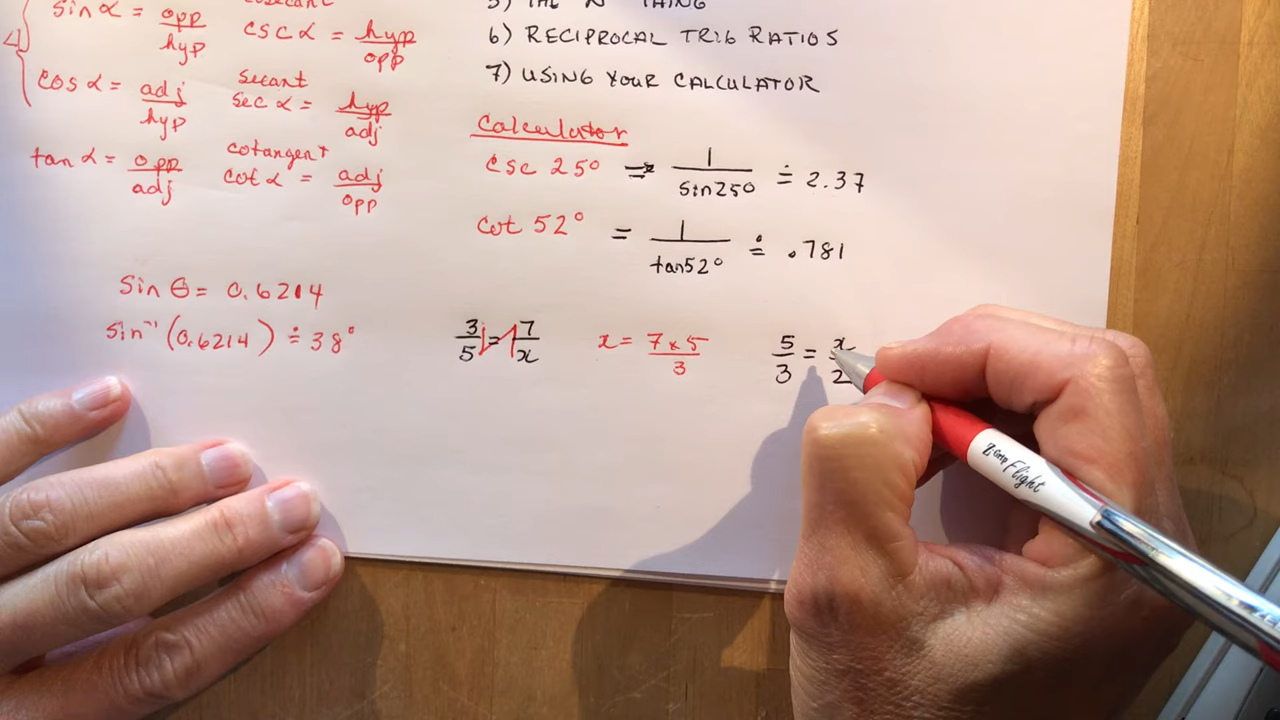 sin α = opp/hyp
csc α = hyp/opp
cos α = adj/hyp
secant
sec α = hyp/adj
tan α = opp/adj
cotangent
cot α = adj/opp
6) RECIPROCAL TRIG RATIOS
7) USING YOUR CALCULATOR
Calculator
csc 25° = 1/sin25° ≐ 2.37
cot 52° = 1/tan52° ≐ .781
sin θ = 0.6214
sin⁻¹(0.6214) ≐ 38°
3/5 = 7/x
x = 7 x 5/3
5/3 = x/2
Z Grip Flight